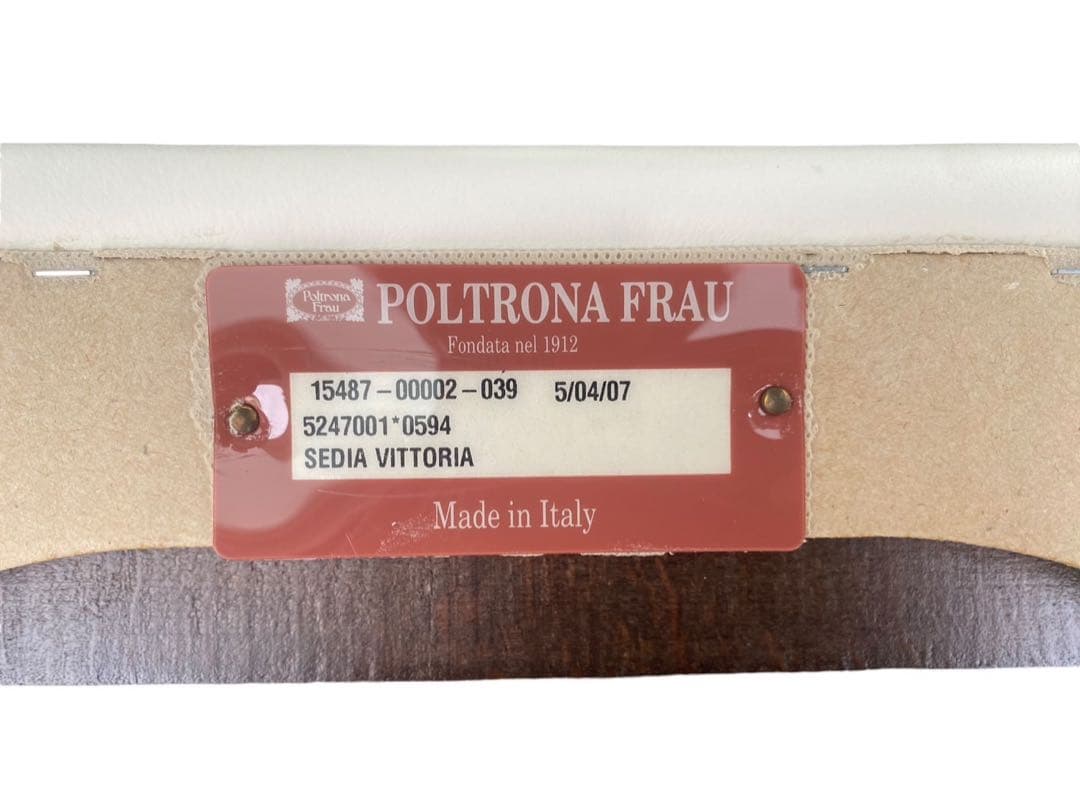 Poltrona
Frau
POLTRONA FRAU
Fondata nel 1912
15487-00002-039 5/04/07
5247001*0594
SEDIA VITTORIA
Made in Italy